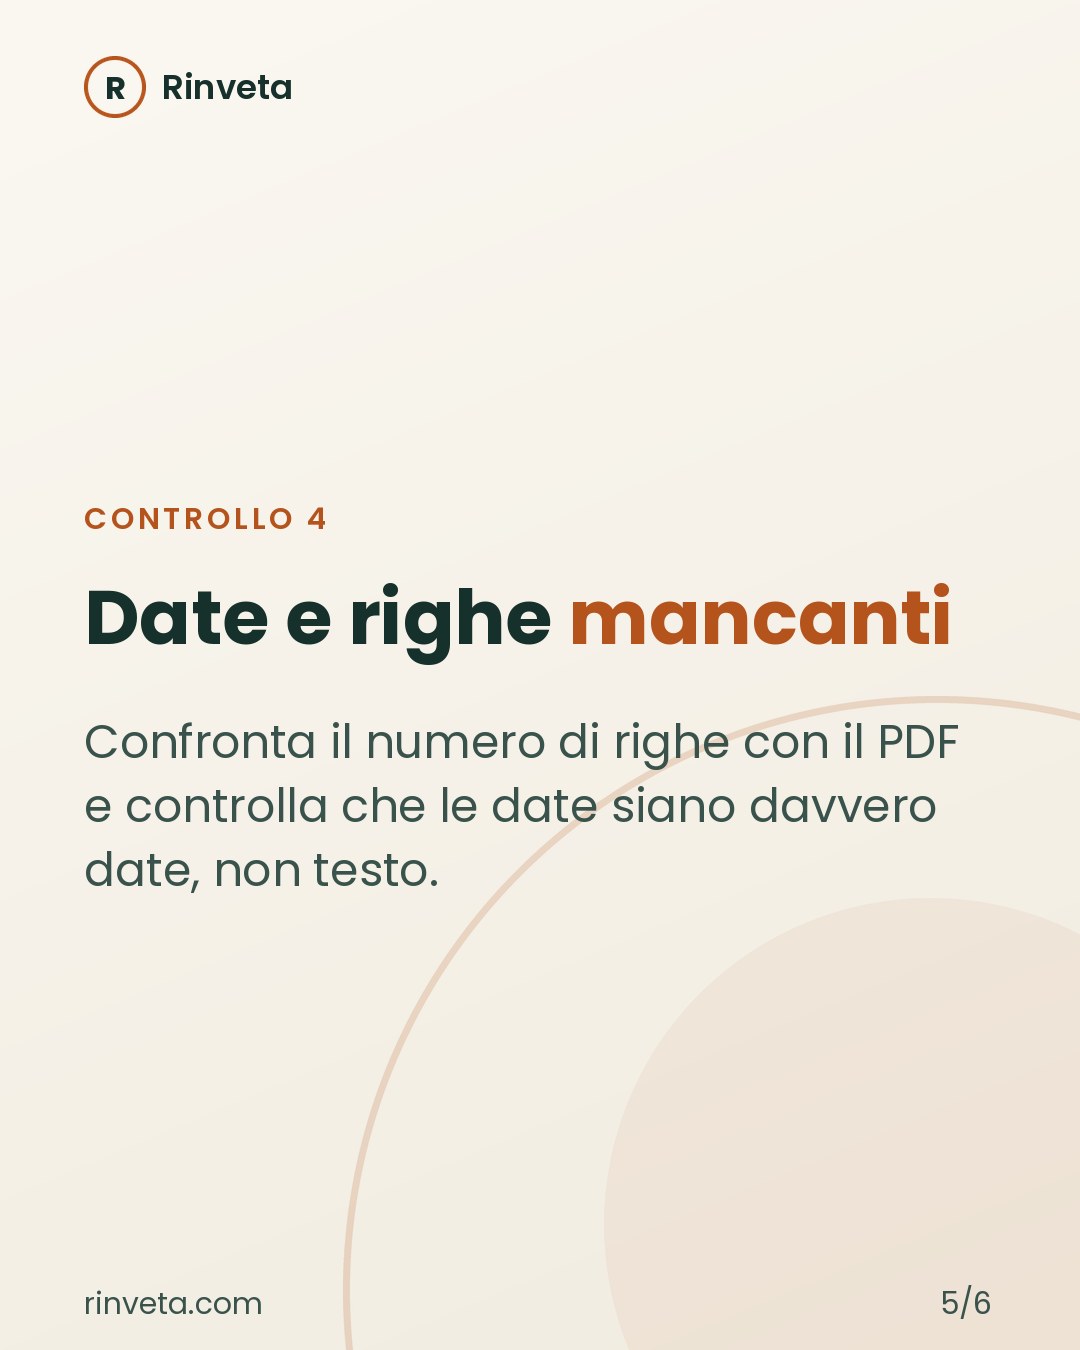 R Rinveta
CONTROLLO 4
Date e righe mancanti
Confronta il numero di righe con il PDF
e controlla che le date siano davvero
date, non testo.
rinveta.com
5/6